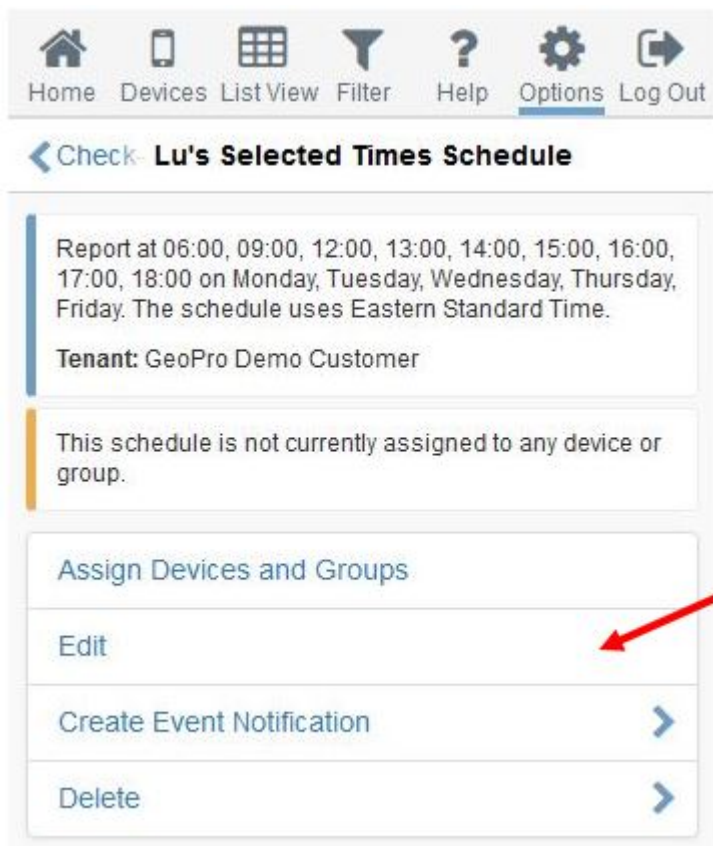 Home Devices List View Filter Help Options Log Out
Check- Lu's Selected Times Schedule
Report at 06:00, 09:00, 12:00, 13:00, 14:00, 15:00, 16:00,
17:00, 18:00 on Monday, Tuesday, Wednesday, Thursday,
Friday. The schedule uses Eastern Standard Time.
Tenant: GeoPro Demo Customer
This schedule is not currently assigned to any device or
group.
Assign Devices and Groups
Edit
Create Event Notification
Delete